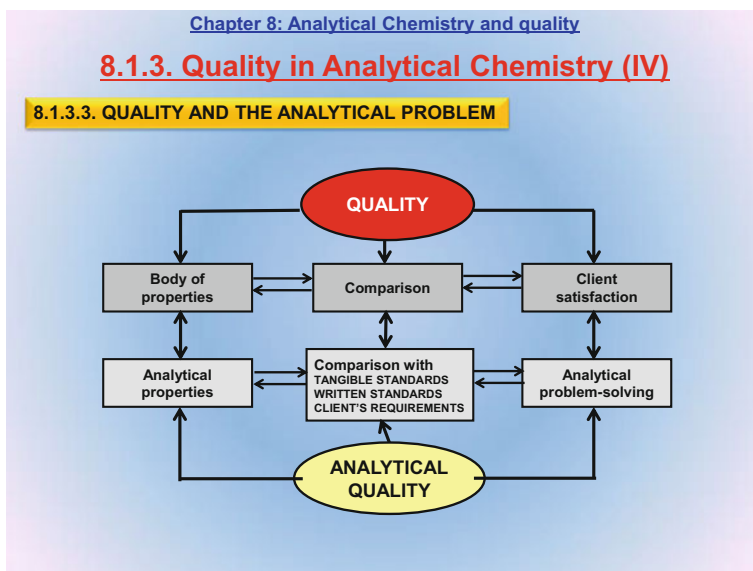 Chapter 8: Analytical Chemistry and quality
8.1.3. Quality in Analytical Chemistry (IV)
8.1.3.3. QUALITY AND THE ANALYTICAL PROBLEM
QUALITY
Body of
properties
Comparison
Client
satisfaction
Analytical
properties
Comparison with
TANGIBLE STANDARDS
WRITTEN STANDARDS
CLIENT'S REQUIREMENTS
Analytical
problem-solving
ANALYTICAL
QUALITY